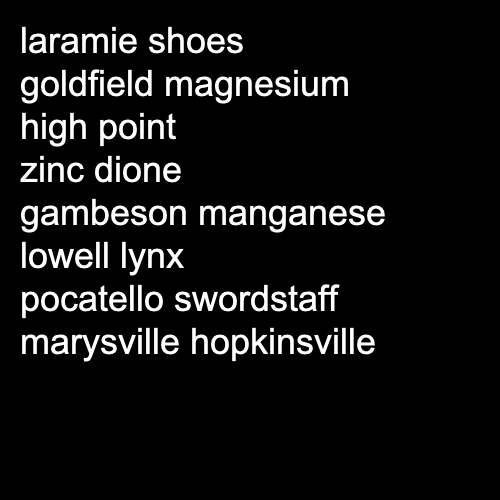 laramie shoes
goldfield magnesium
high point
zinc dione
gambeson manganese
lowell lynx
pocatello swordstaff
marysville hopkinsville